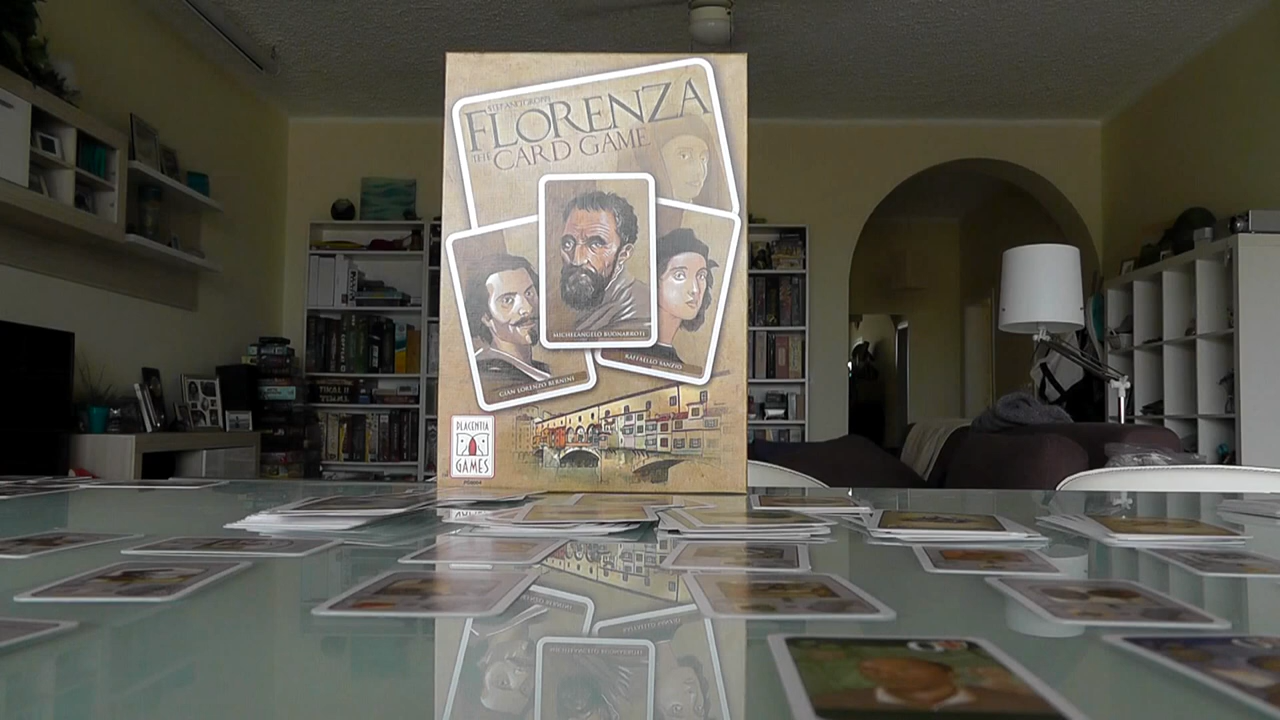 STEFANO GROPPI
FLORENZA
THE CARD GAME
MICHELANGELO BUONARROTI
RAFFAELLO SANZIO
GIAN LORENZO BERNINI
PLACENTIA
GAMES